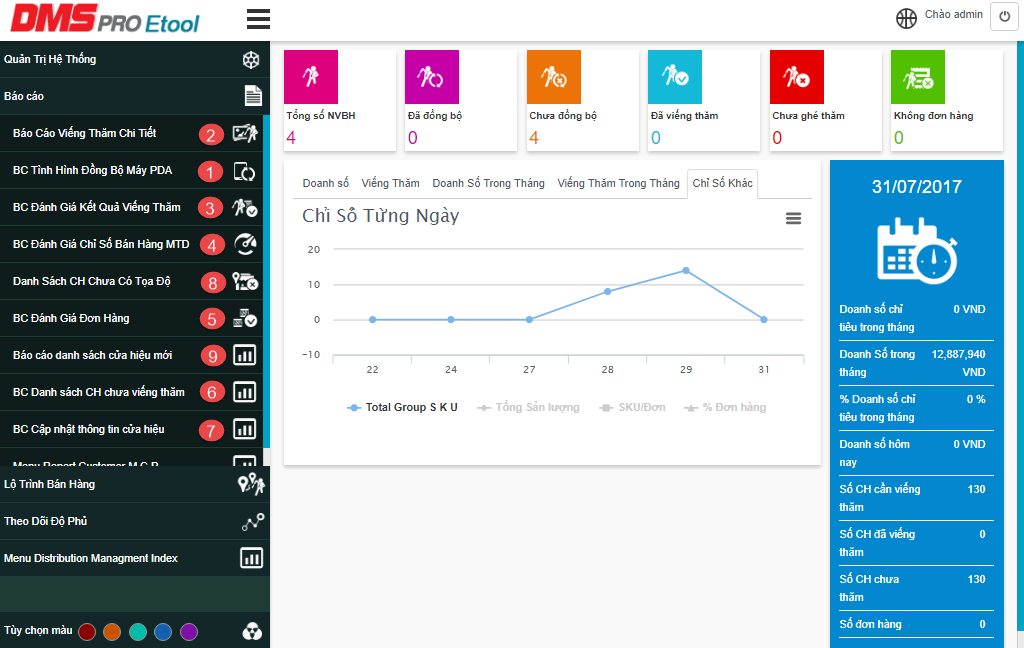 DMS PRO Etool
Chào admin
Quản Trị Hệ Thống
Báo cáo
Báo Cáo Viếng Thăm Chi Tiết 2
BC Tình Hình Đồng Bộ Máy PDA 1
BC Đánh Giá Kết Quả Viếng Thăm 3
BC Đánh Giá Chỉ Số Bán Hàng MTD 4
Danh Sách CH Chưa Có Tọa Độ 8
BC Đánh Giá Đơn Hàng 5
Báo cáo danh sách cửa hiệu mới 9
BC Danh sách CH chưa viếng thăm 6
BC Cập nhật thông tin cửa hiệu 7
Menu Report Customer M.C.P
Lộ Trình Bán Hàng
Theo Dõi Độ Phủ
Menu Distribution Managment Index
Tùy chọn màu
Tổng số NVBH
4
Đã đồng bộ
0
Chưa đồng bộ
4
Đã viếng thăm
0
Chưa ghé thăm
0
Không đơn hàng
0
Doanh số Viếng Thăm Doanh Số Trong Tháng Viếng Thăm Trong Tháng Chỉ Số Khác
Chỉ Số Từng Ngày
20
10
0
-10
22 24 27 28 29 31
Total Group S K U Tổng Sản lượng SKU/Đơn % Đơn hàng
31/07/2017
Doanh số chỉ 0 VND
tiêu trong tháng
Doanh Số trong 12,887,940
tháng VND
% Doanh số chỉ 0 %
tiêu trong tháng
Doanh số hôm 0 VND
nay
Số CH cần viếng 130
thăm
Số CH đã viếng 0
thăm
Số CH chưa 130
thăm
Số đơn hàng 0